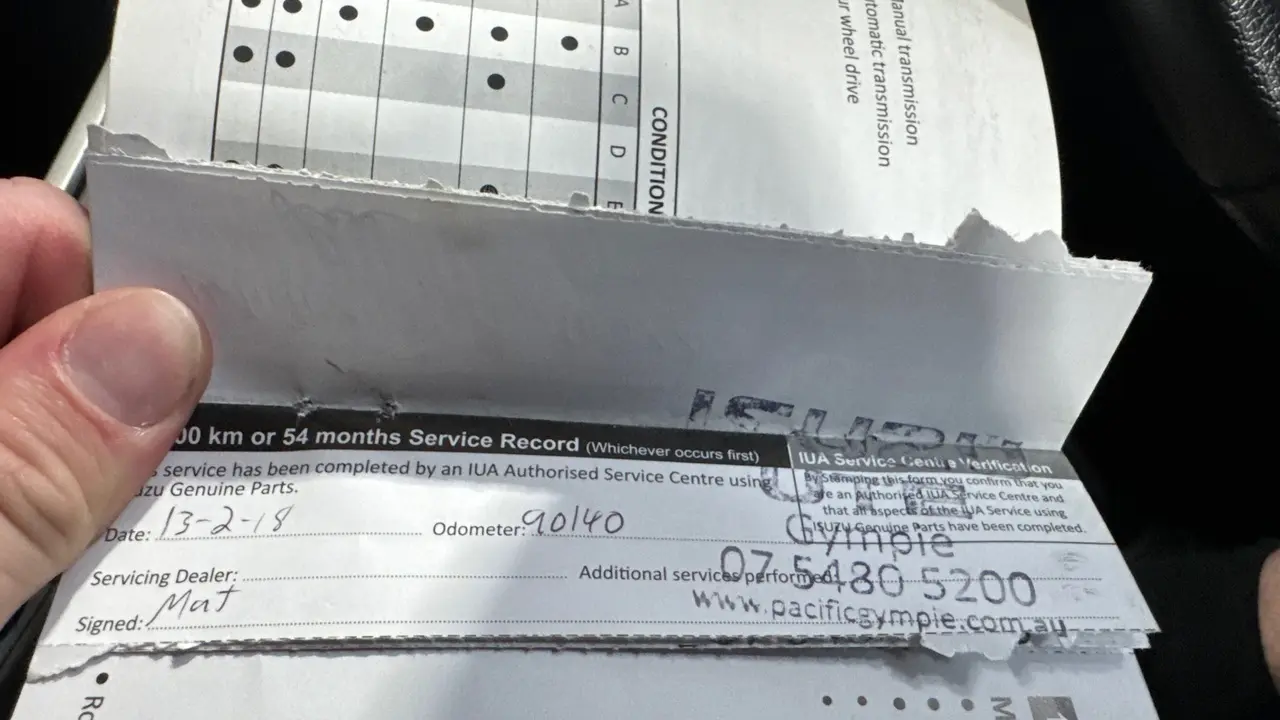 A
B
C
D
E
CONDITION
anual transmission
tomatic transmission
ur wheel drive
ISUZU
00 km or 54 months Service Record (Whichever occurs first)
s service has been completed by an IUA Authorised Service Centre using
uzu Genuine Parts.
IUA Service Centre Verification
By Stamping this form you confirm that you
are an Authorised IUA Service Centre and
that all aspects of the IUA Service using
ISUZU Genuine Parts have been completed.
Date: 13-2-18 Odometer: 90140
Gympie
Servicing Dealer: Additional services performed:
07 5480 5200
www.pacificgympie.com.au
Signed: Mat
Ro
M